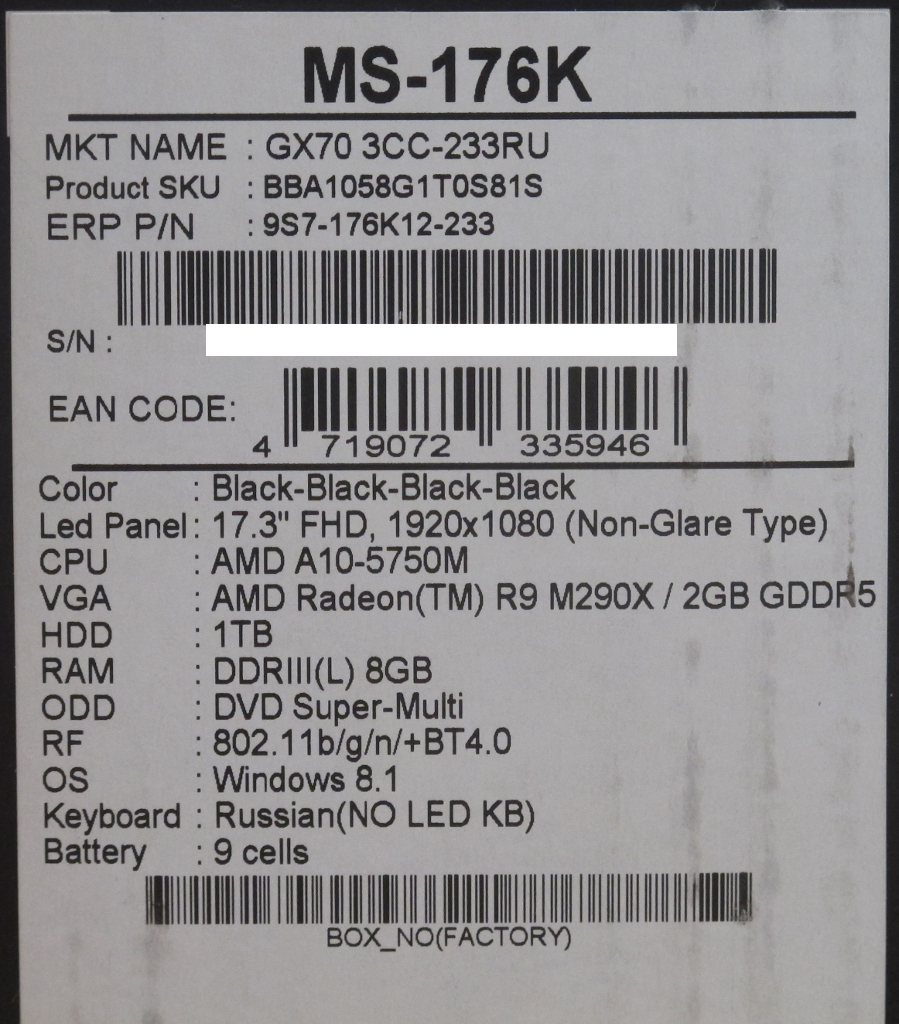 MS-176K
MKT NAME : GX70 3CC-233RU
Product SKU : BBA1058G1T0S81S
ERP P/N : 9S7-176K12-233
S/N :
EAN CODE:
4 719072 335946
Color : Black-Black-Black-Black
Led Panel : 17.3" FHD, 1920x1080 (Non-Glare Type)
CPU : AMD A10-5750M
VGA : AMD Radeon(TM) R9 M290X / 2GB GDDR5
HDD : 1TB
RAM : DDRIII(L) 8GB
ODD : DVD Super-Multi
RF : 802.11b/g/n/+BT4.0
OS : Windows 8.1
Keyboard : Russian(NO LED KB)
Battery : 9 cells
BOX_NO(FACTORY)